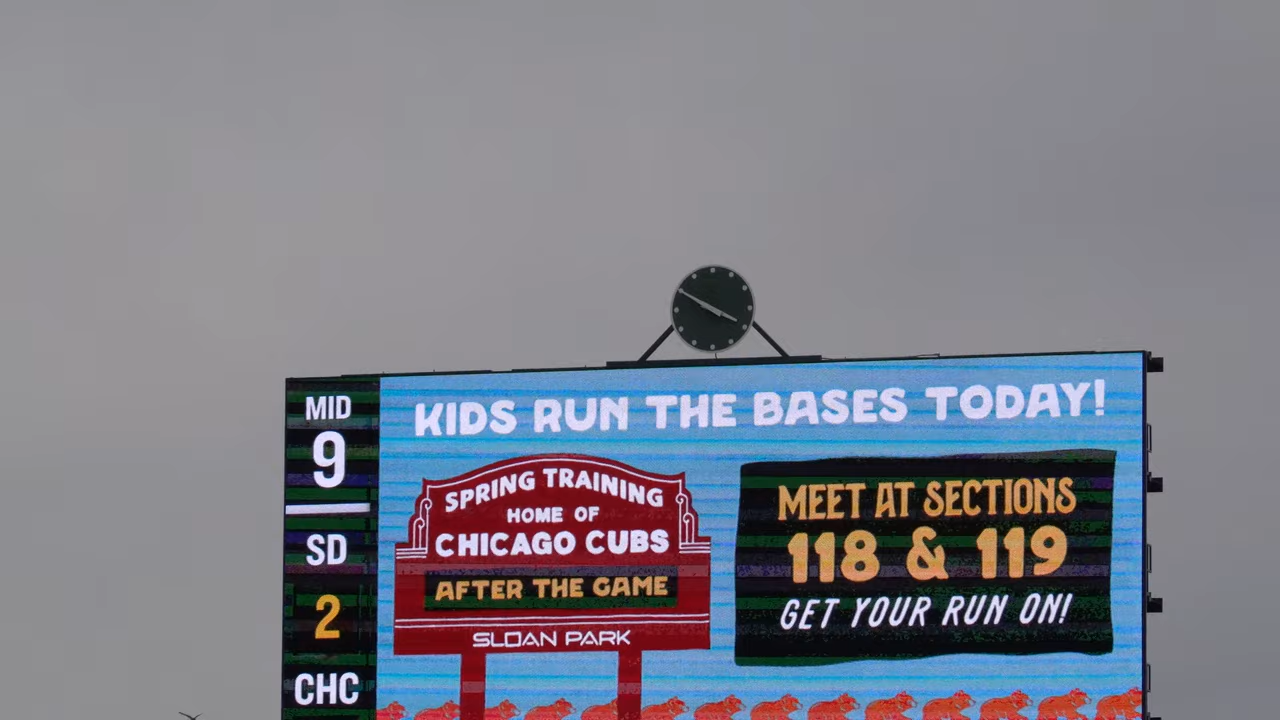 MID
9
SD
2
CHC
KIDS RUN THE BASES TODAY!
SPRING TRAINING
HOME OF
CHICAGO CUBS
AFTER THE GAME
SLOAN PARK
MEET AT SECTIONS
118 & 119
GET YOUR RUN ON!